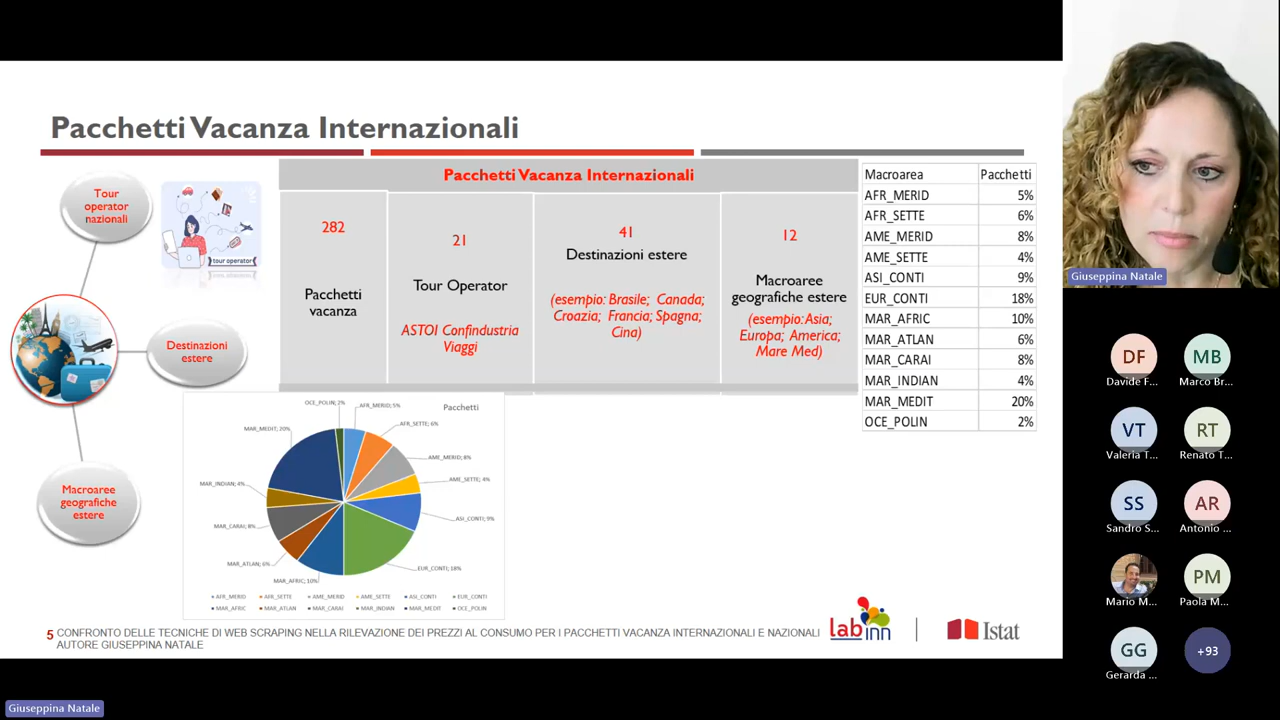 Pacchetti Vacanza Internazionali
Tour
operator
nazionali
tour operator
Destinazioni
estere
Macroaree
geografiche
estere
Pacchetti Vacanza Internazionali
282
Pacchetti
vacanza
21
Tour Operator
ASTOI Confindustria
Viaggi
41
Destinazioni estere
(esempio: Brasile; Canada;
Croazia; Francia; Spagna;
Cina)
12
Macroaree
geografiche estere
(esempio: Asia;
Europa; America;
Mare Med)
Macroarea Pacchetti
AFR_MERID 5%
AFR_SETTE 6%
AME_MERID 8%
AME_SETTE 4%
ASI_CONTI 9%
EUR_CONTI 18%
MAR_AFRIC 10%
MAR_ATLAN 6%
MAR_CARAI 8%
MAR_INDIAN 4%
MAR_MEDIT 20%
OCE_POLIN 2%
Pacchetti
OCE_POLIN; 2%
AFR_MERID; 5%
AFR_SETTE; 6%
MAR_MEDIT; 20%
AME_MERID; 8%
AME_SETTE; 4%
MAR_INDIAN; 4%
ASI_CONTI; 9%
MAR_CARAI; 8%
MAR_ATLAN; 6%
EUR_CONTI; 18%
MAR_AFRIC; 10%
AFR_MERID AFR_SETTE AME_MERID AME_SETTE ASI_CONTI EUR_CONTI
MAR_AFRIC MAR_ATLAN MAR_CARAI MAR_INDIAN MAR_MEDIT OCE_POLIN
5 CONFRONTO DELLE TECNICHE DI WEB SCRAPING NELLA RILEVAZIONE DEI PREZZI AL CONSUMO PER I PACCHETTI VACANZA INTERNAZIONALI E NAZIONALI
AUTORE GIUSEPPINA NATALE
labinn
Istat
Giuseppina Natale
DF
Davide F...
MB
Marco Br...
VT
Valeria T...
RT
Renato T...
SS
Sandro S...
AR
Antonio ...
Mario M...
PM
Paola M...
GG
Gerarda ...
+93
Giuseppina Natale